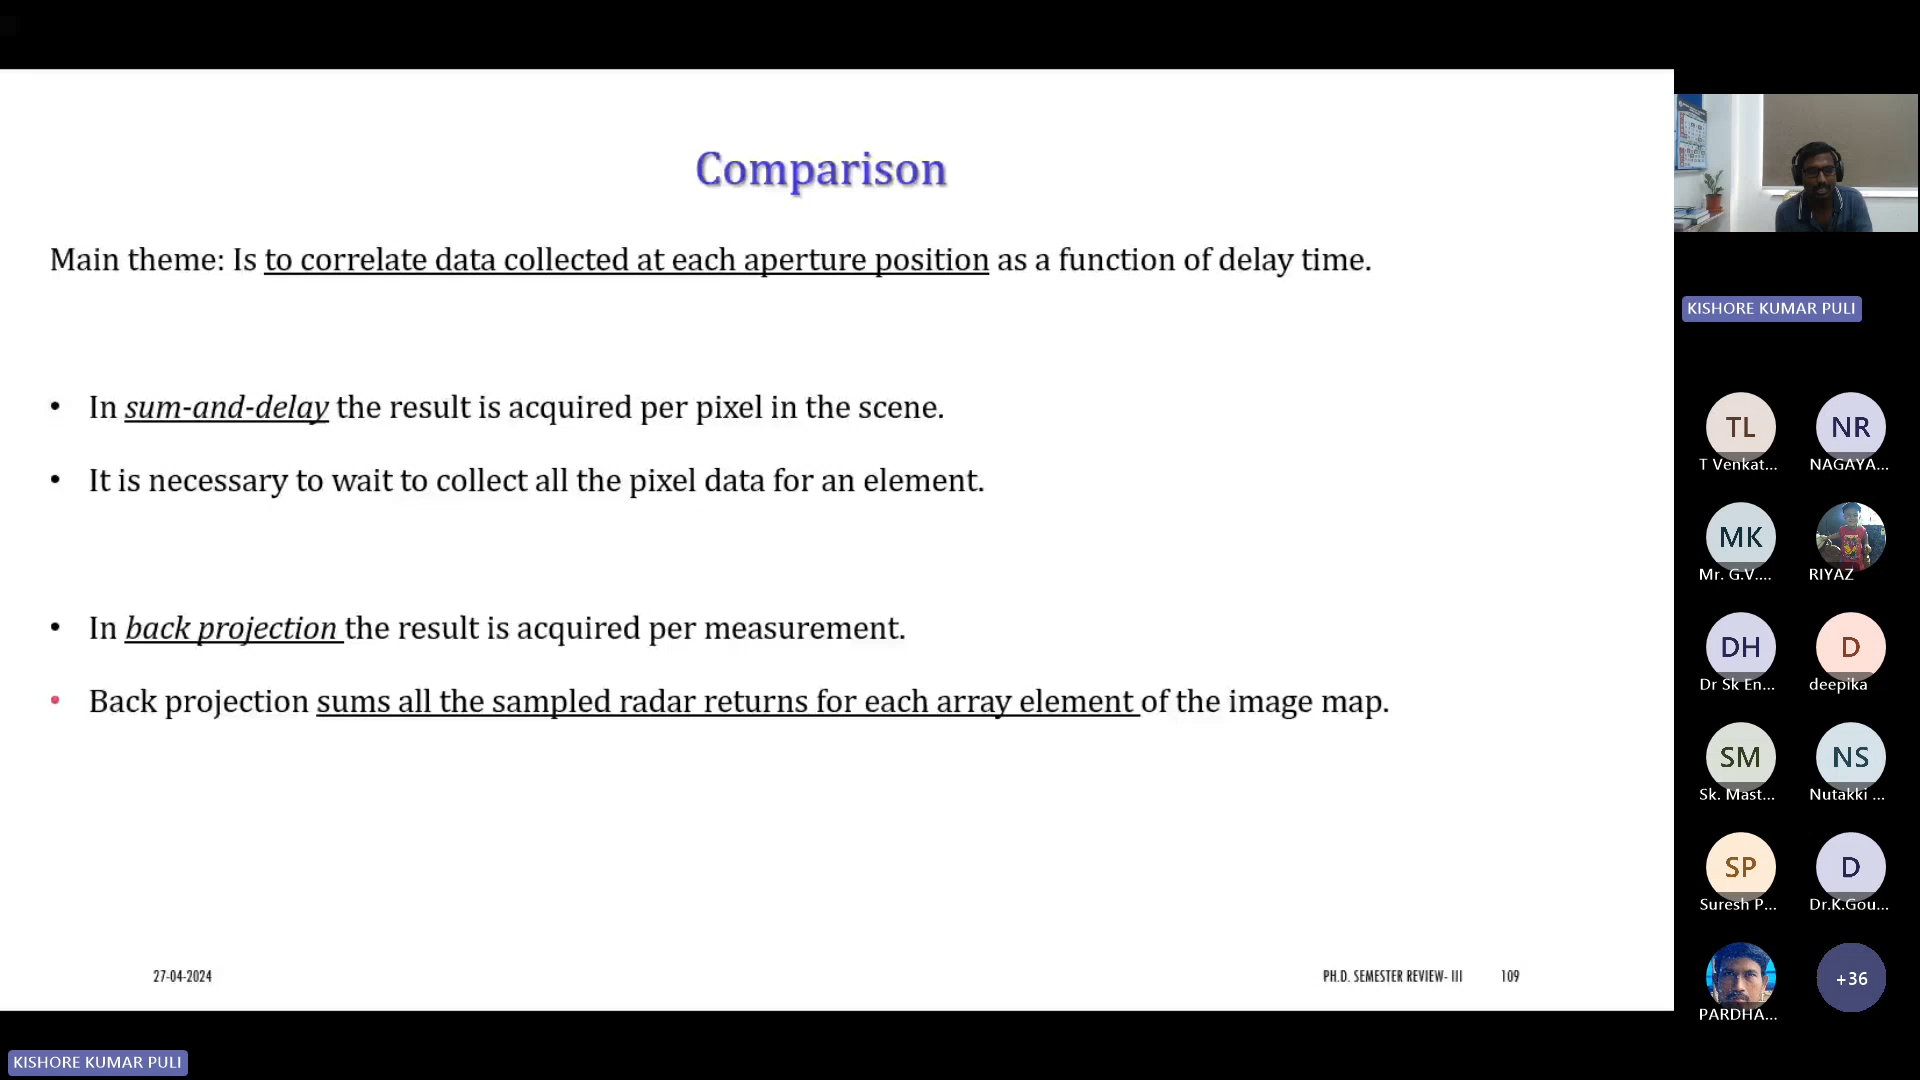 Comparison
Main theme: Is to correlate data collected at each aperture position as a function of delay time.
• In sum-and-delay the result is acquired per pixel in the scene.
• It is necessary to wait to collect all the pixel data for an element.
• In back projection the result is acquired per measurement.
• Back projection sums all the sampled radar returns for each array element of the image map.
27-04-2024
PH.D. SEMESTER REVIEW- III
109
KISHORE KUMAR PULI
TL
T Venkat...
NR
NAGAYA...
MK
Mr. G.V....
RIYAZ
DH
Dr Sk En...
D
deepika
SM
Sk. Mast...
NS
Nutakki ...
SP
Suresh P...
D
Dr.K.Gou...
PARDHA...
+36
KISHORE KUMAR PULI